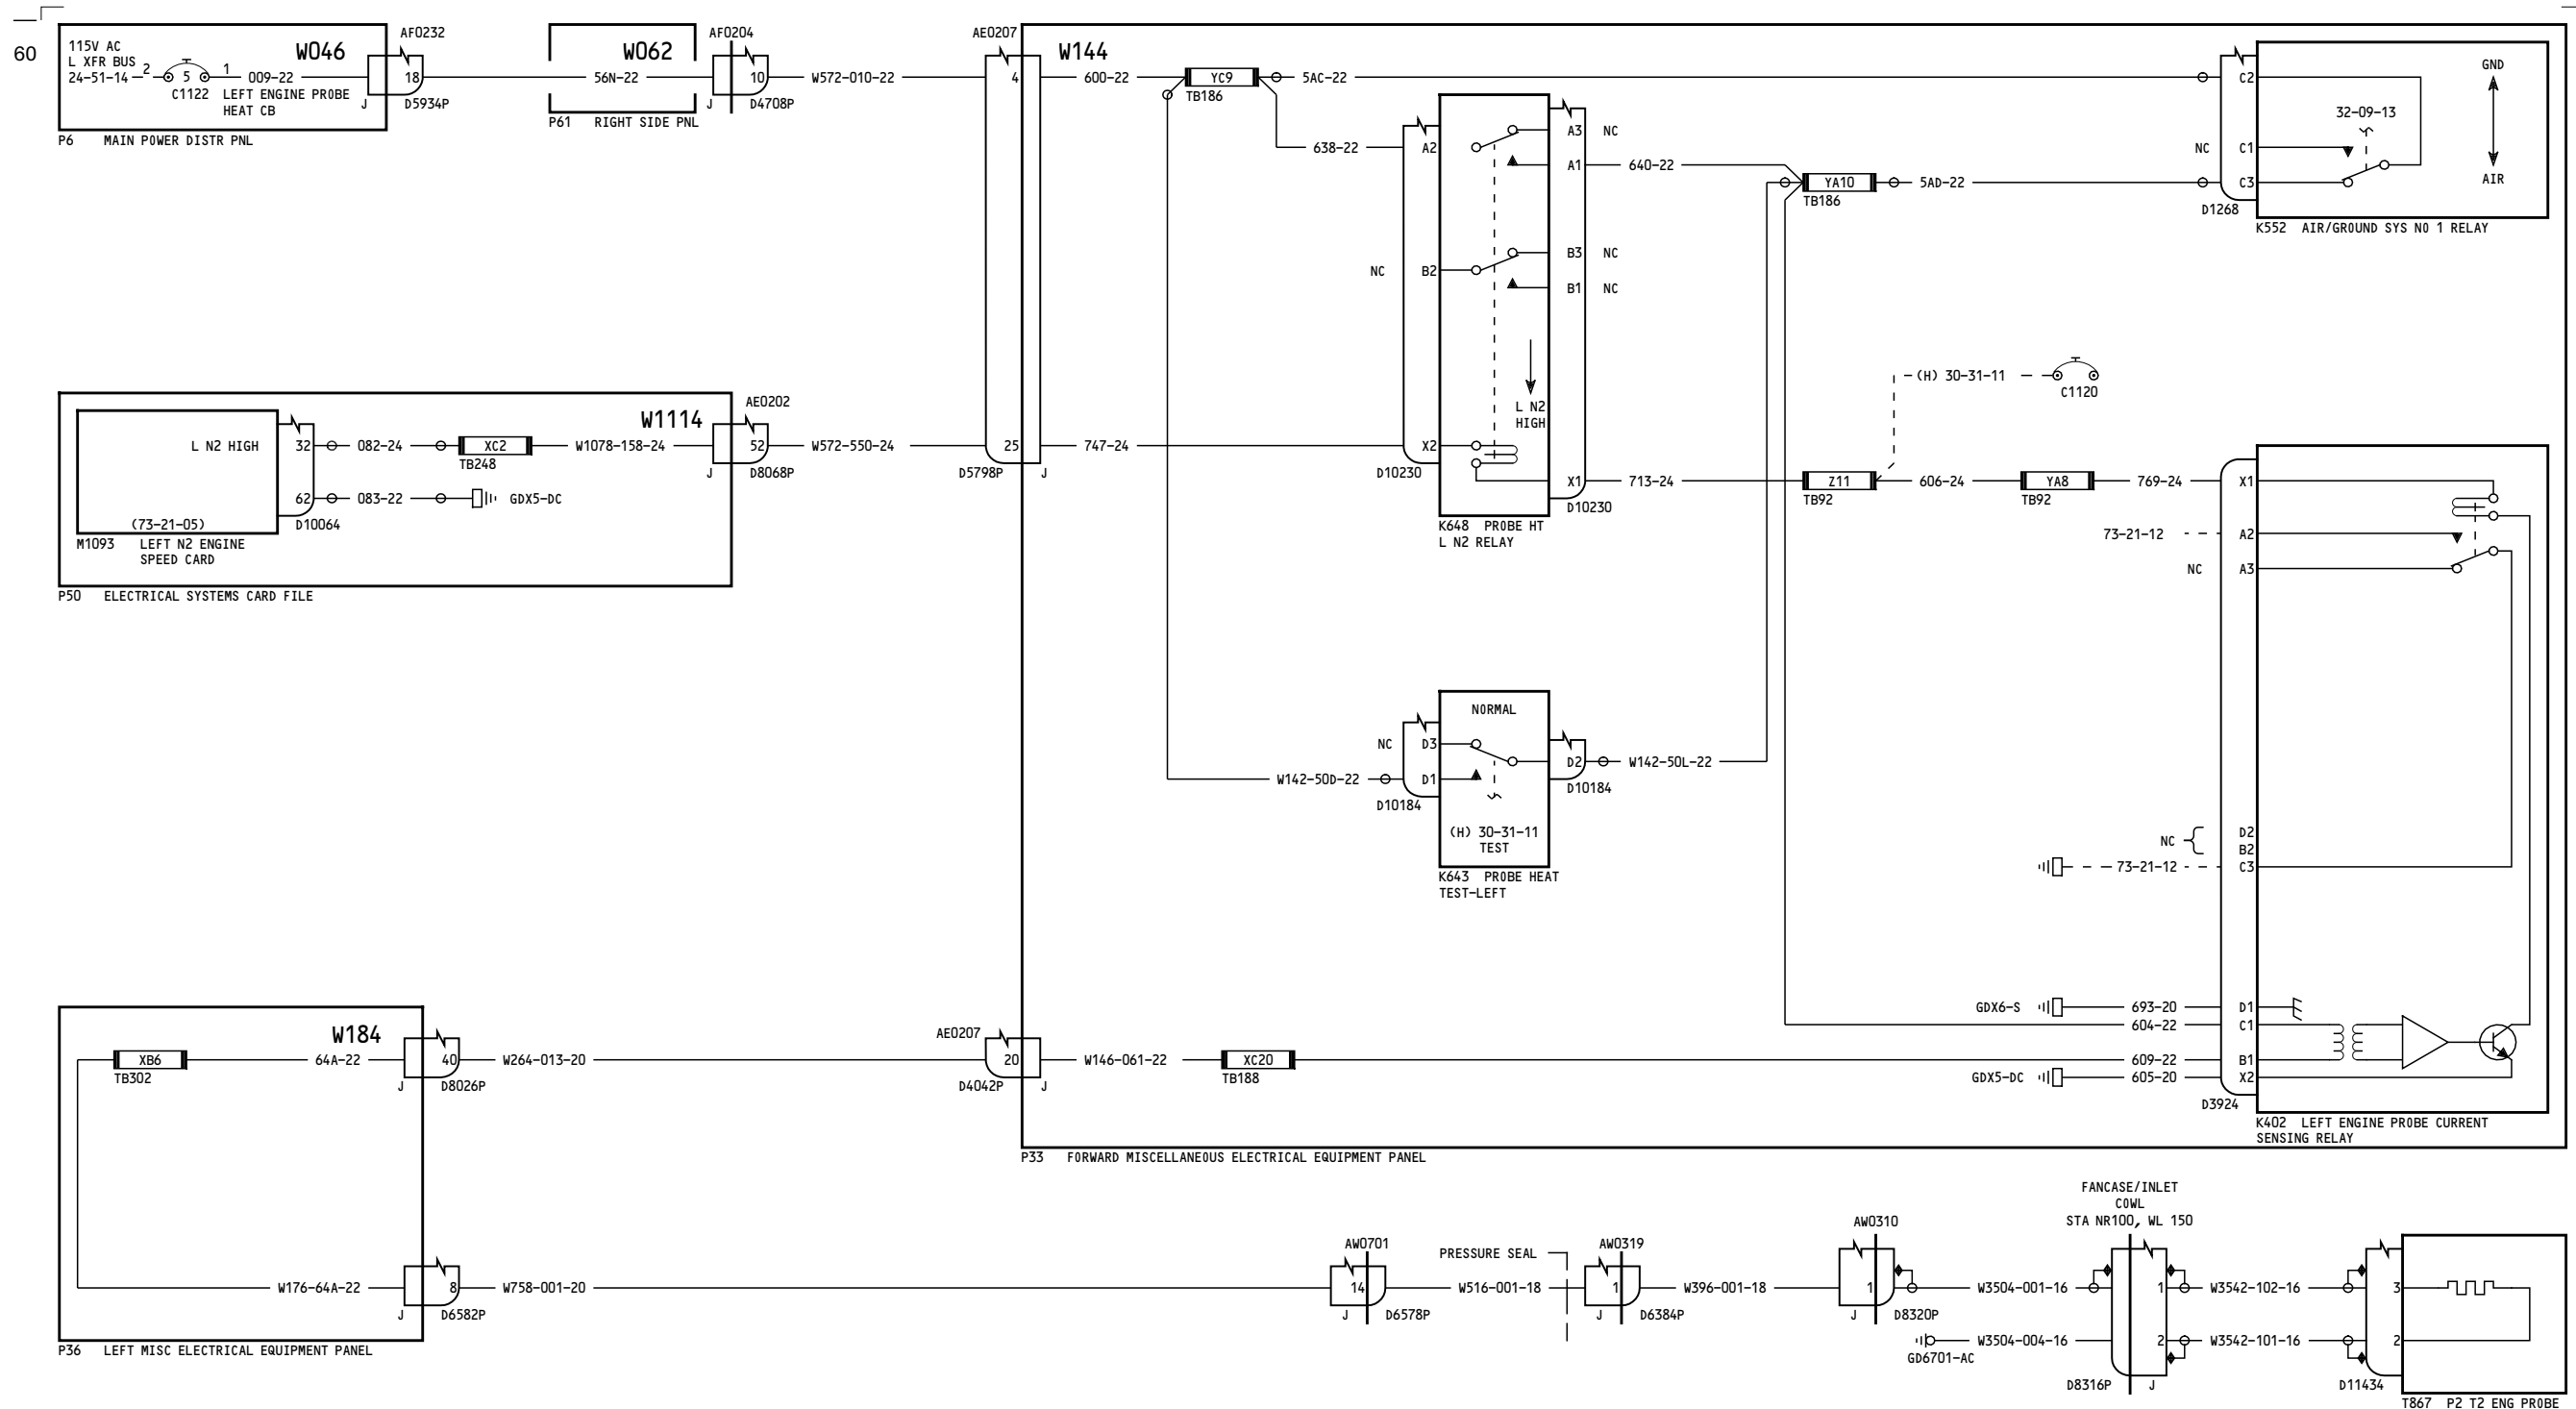 60
115V AC
L XFR BUS
24-51-14
2
5
1
C1122
009-22
LEFT ENGINE PROBE
HEAT CB
W046
AF0232
18
J
D5934P
P6 MAIN POWER DISTR PNL
W062
56N-22
P61 RIGHT SIDE PNL
AF0204
10
J
D4708P
W572-010-22
AE0207
4
W144
600-22
YC9
TB186
5AC-22
638-22
A2
A3
NC
A1
640-22
NC
B2
B3
NC
B1
NC
L N2
HIGH
X2
D10230
X1
D10230
K648 PROBE HT
L N2 RELAY
YA10
TB186
5AD-22
C2
NC
C1
C3
D1268
32-09-13
GND
AIR
K552 AIR/GROUND SYS NO 1 RELAY
(H) 30-31-11
C1120
W1114
AE0202
L N2 HIGH
32
082-24
XC2
TB248
W1078-158-24
52
J
D8068P
W572-550-24
25
D5798P
J
747-24
62
083-22
GDX5-DC
(73-21-05)
D10064
M1093 LEFT N2 ENGINE
SPEED CARD
P50 ELECTRICAL SYSTEMS CARD FILE
713-24
Z11
TB92
606-24
YA8
TB92
769-24
X1
73-21-12
A2
NC
A3
NORMAL
NC
D3
W142-50D-22
D1
D10184
D2
W142-50L-22
D10184
(H) 30-31-11
TEST
K643 PROBE HEAT
TEST-LEFT
NC
D2
B2
73-21-12
C3
GDX6-S
693-20
D1
604-22
C1
609-22
B1
GDX5-DC
605-20
X2
D3924
K402 LEFT ENGINE PROBE CURRENT
SENSING RELAY
W184
XB6
TB302
64A-22
40
J
D8026P
W264-013-20
AE0207
20
D4042P
J
W146-061-22
XC20
TB188
P33 FORWARD MISCELLANEOUS ELECTRICAL EQUIPMENT PANEL
W176-64A-22
8
J
D6582P
W758-001-20
P36 LEFT MISC ELECTRICAL EQUIPMENT PANEL
AW0701
14
J
D6578P
PRESSURE SEAL
W516-001-18
AW0319
1
J
D6384P
W396-001-18
AW0310
1
J
D8320P
FANCASE/INLET
COWL
STA NR100, WL 150
W3504-001-16
1
W3542-102-16
3
GD6701-AC
W3504-004-16
2
W3542-101-16
2
D8316P
J
D11434
T867 P2 T2 ENG PROBE